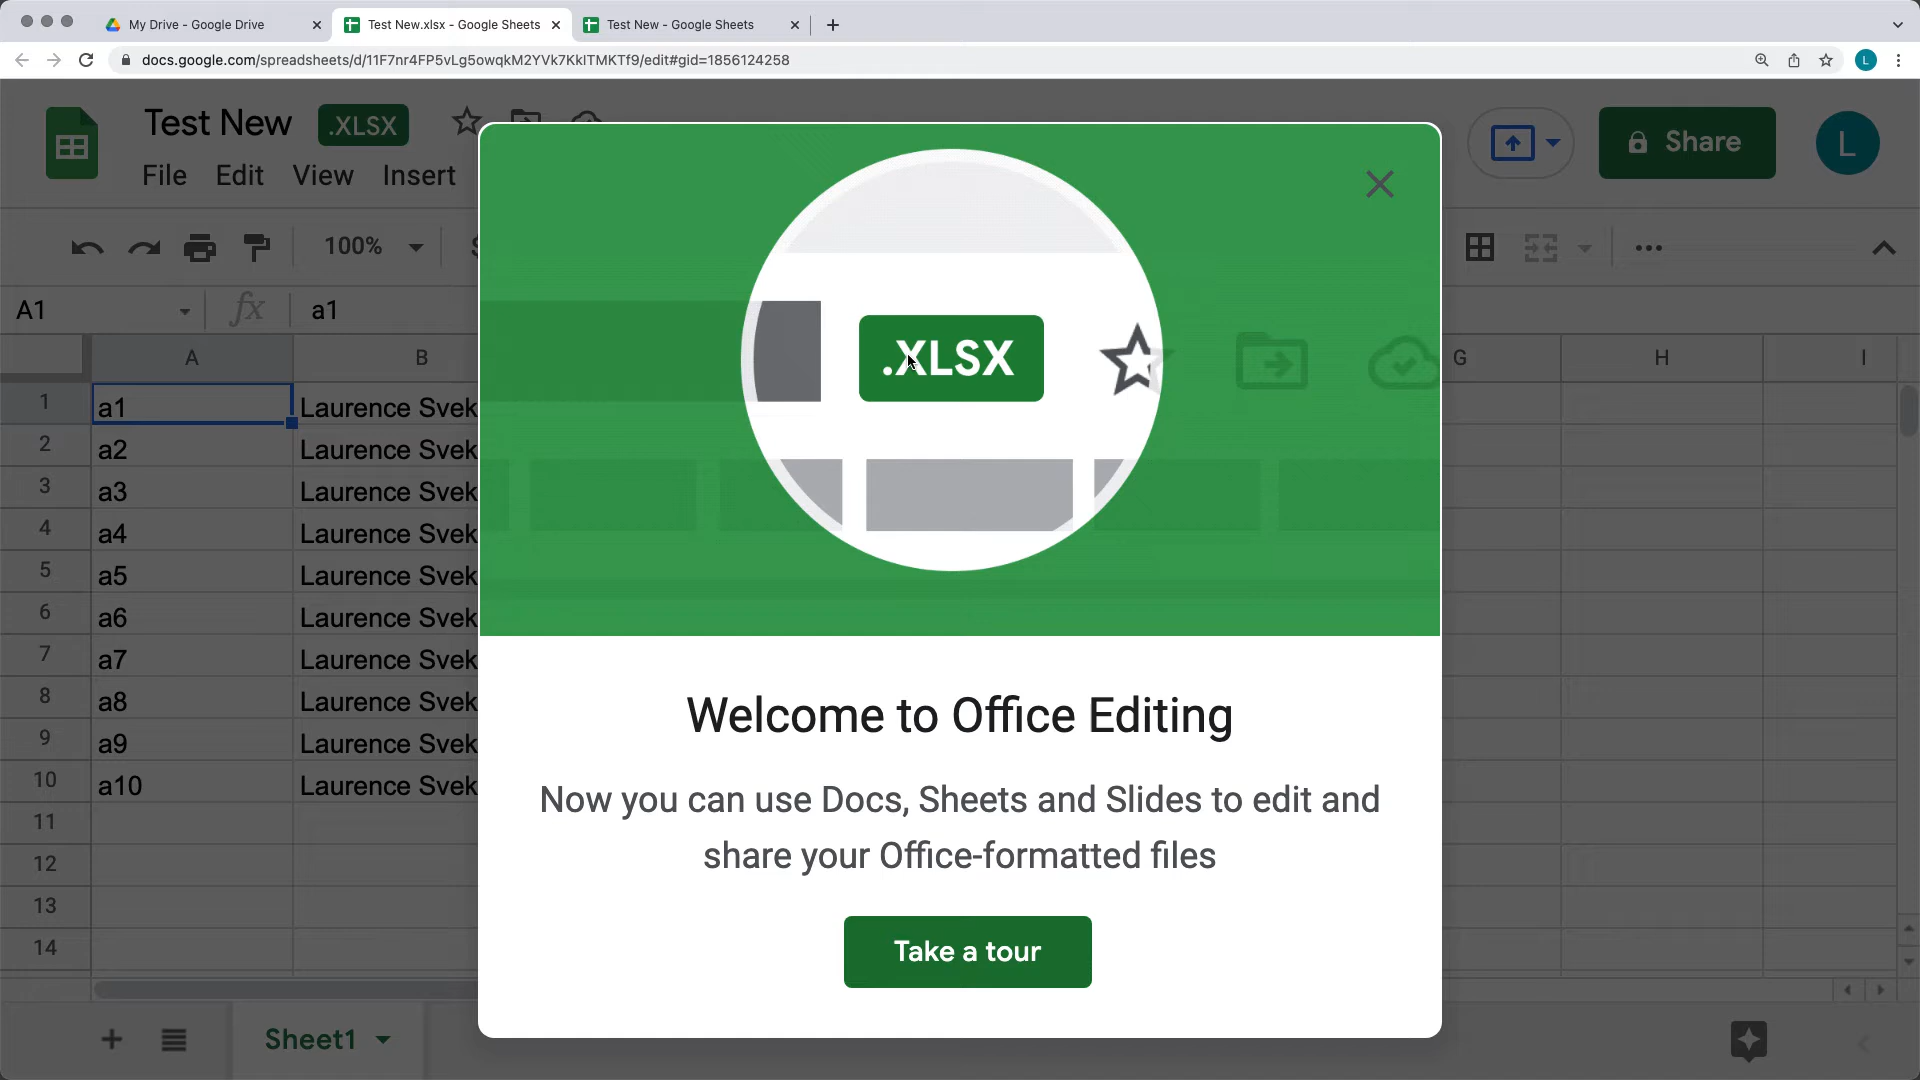 My Drive - Google Drive
Test New.xlsx - Google Sheets
Test New - Google Sheets
docs.google.com/spreadsheets/d/11F7nr4FP5vLg5owqkM2YVk7KklTMKTf9/edit#gid=1856124258
L
Test New .XLSX
Share
L
File Edit View Insert
100%
A1 fx a1
A B G H I
1 a1 Laurence Svek
2 a2 Laurence Svek
3 a3 Laurence Svek
4 a4 Laurence Svek
5 a5 Laurence Svek
6 a6 Laurence Svek
7 a7 Laurence Svek
8 a8 Laurence Svek
9 a9 Laurence Svek
10 a10 Laurence Svek
11
12
13
14
.XLSX
Welcome to Office Editing
Now you can use Docs, Sheets and Slides to edit and
share your Office-formatted files
Take a tour
Sheet1